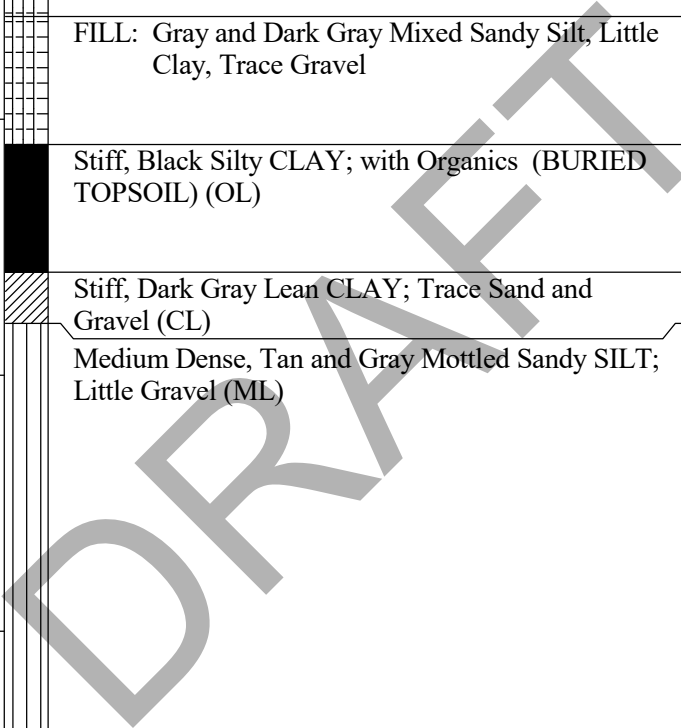 FILL: Gray and Dark Gray Mixed Sandy Silt, Little
Clay, Trace Gravel
Stiff, Black Silty CLAY; with Organics (BURIED
TOPSOIL) (OL)
Stiff, Dark Gray Lean CLAY; Trace Sand and
Gravel (CL)
Medium Dense, Tan and Gray Mottled Sandy SILT;
Little Gravel (ML)
DRAFT